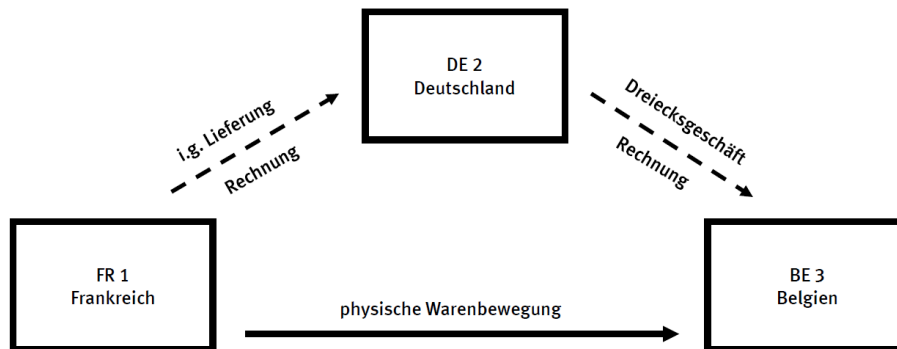 DE 2
Deutschland
i.g. Lieferung
Rechnung
Dreiecksgeschäft
Rechnung
FR 1
Frankreich
physische Warenbewegung
BE 3
Belgien